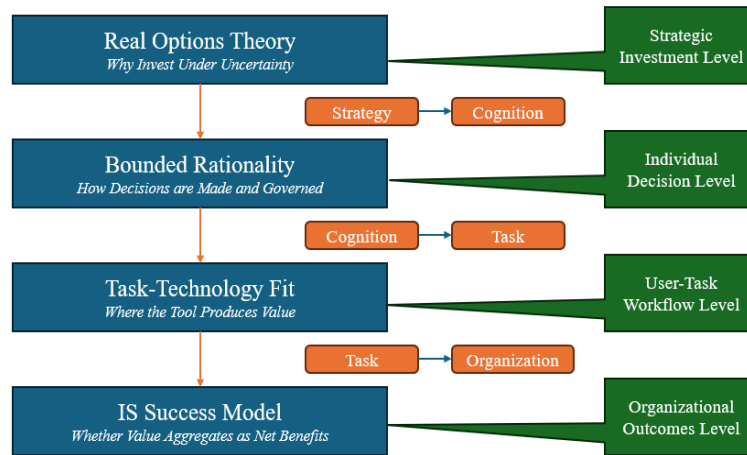 Real Options Theory
Why Invest Under Uncertainty
Strategic
Investment Level
Strategy
Cognition
Bounded Rationality
How Decisions are Made and Governed
Individual
Decision Level
Cognition
Task
Task-Technology Fit
Where the Tool Produces Value
User-Task
Workflow Level
Task
Organization
IS Success Model
Whether Value Aggregates as Net Benefits
Organizational
Outcomes Level